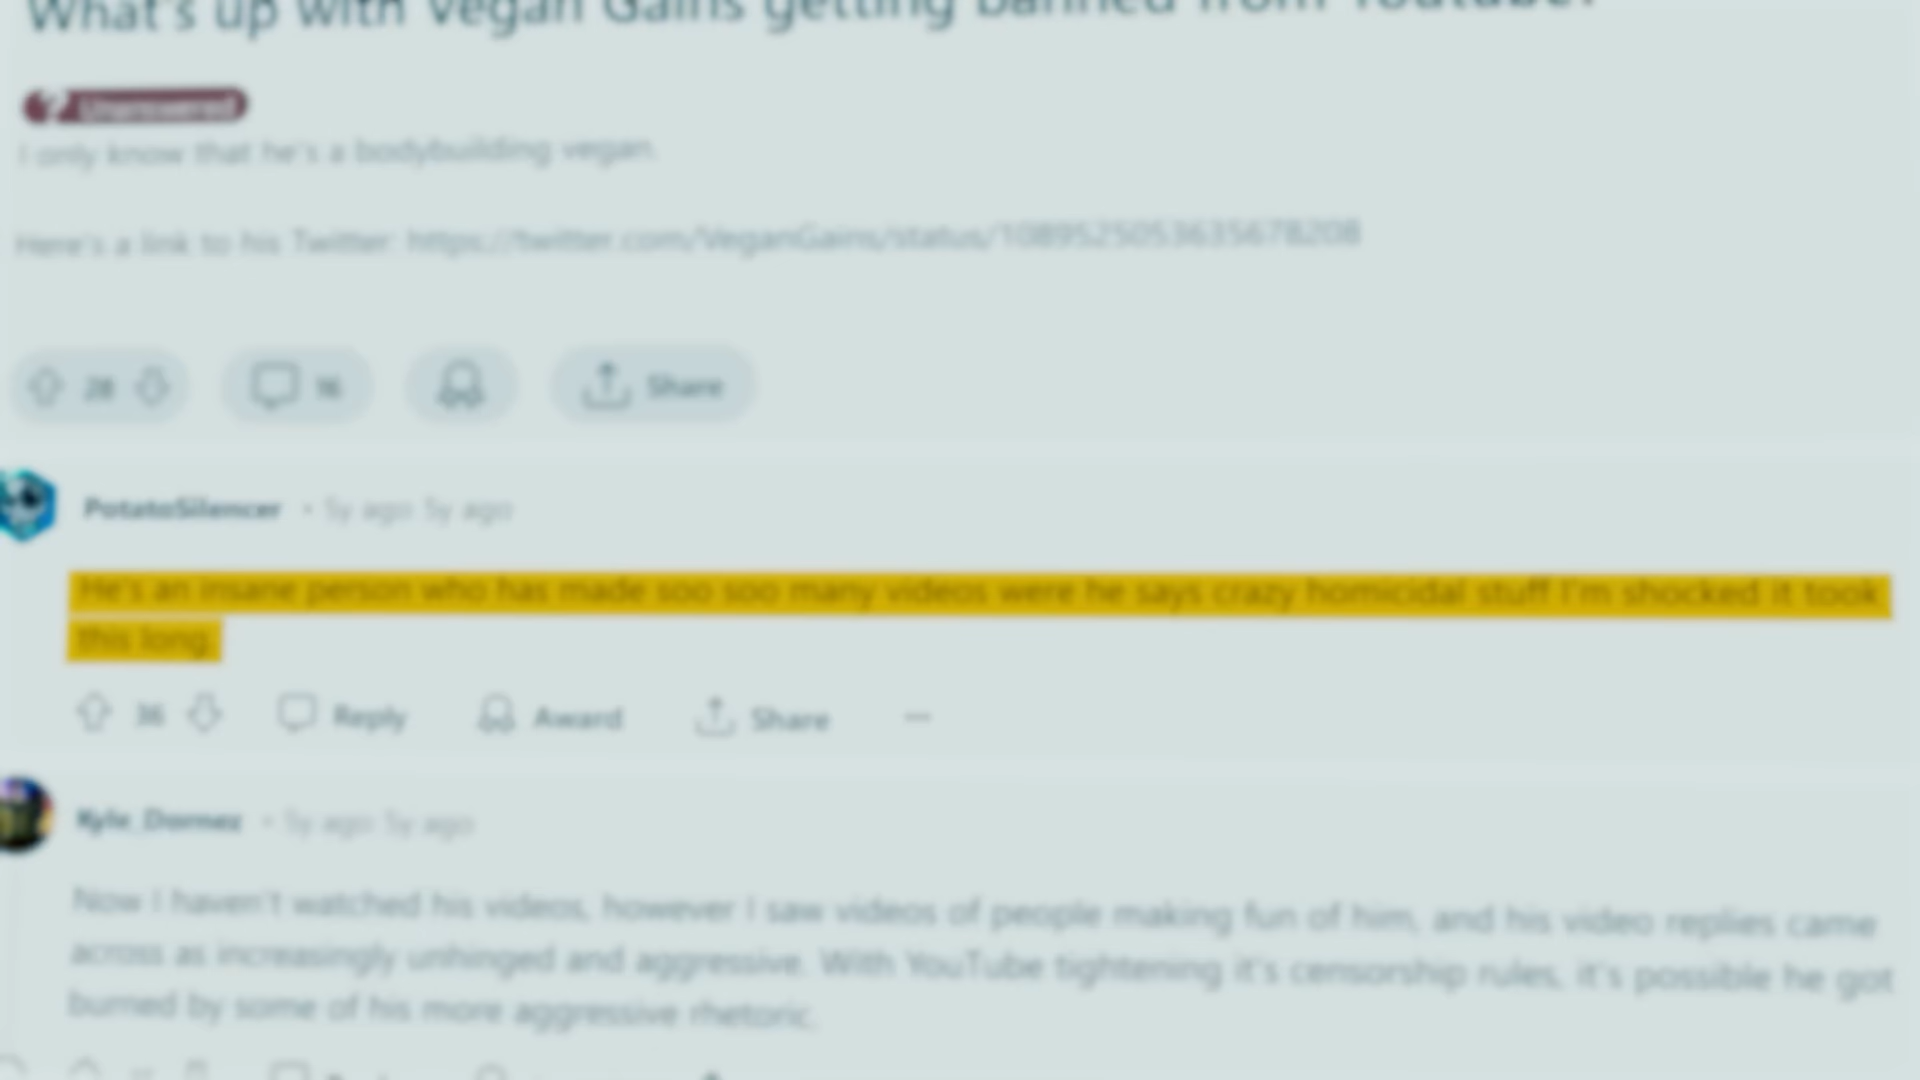 What's up with Vegan Gains getting banned from Youtube?
Unanswered
I only know that he's a bodybuilding vegan.
Here's a link to his Twitter: https://twitter.com/VeganGains/status/1089525053635678208
28 16 Share
PotatoSilencer • 5y ago 5y ago
He's an insane person who has made soo soo many videos were he says crazy homicidal stuff I'm shocked it took
this long.
36 Reply Award Share ...
Kyle_Dornez • 5y ago 5y ago
Now I haven't watched his videos, however I saw videos of people making fun of him, and his video replies came
across as increasingly unhinged and aggressive. With YouTube tightening it's censorship rules, it's possible he got
burned by some of his more aggressive rhetoric.